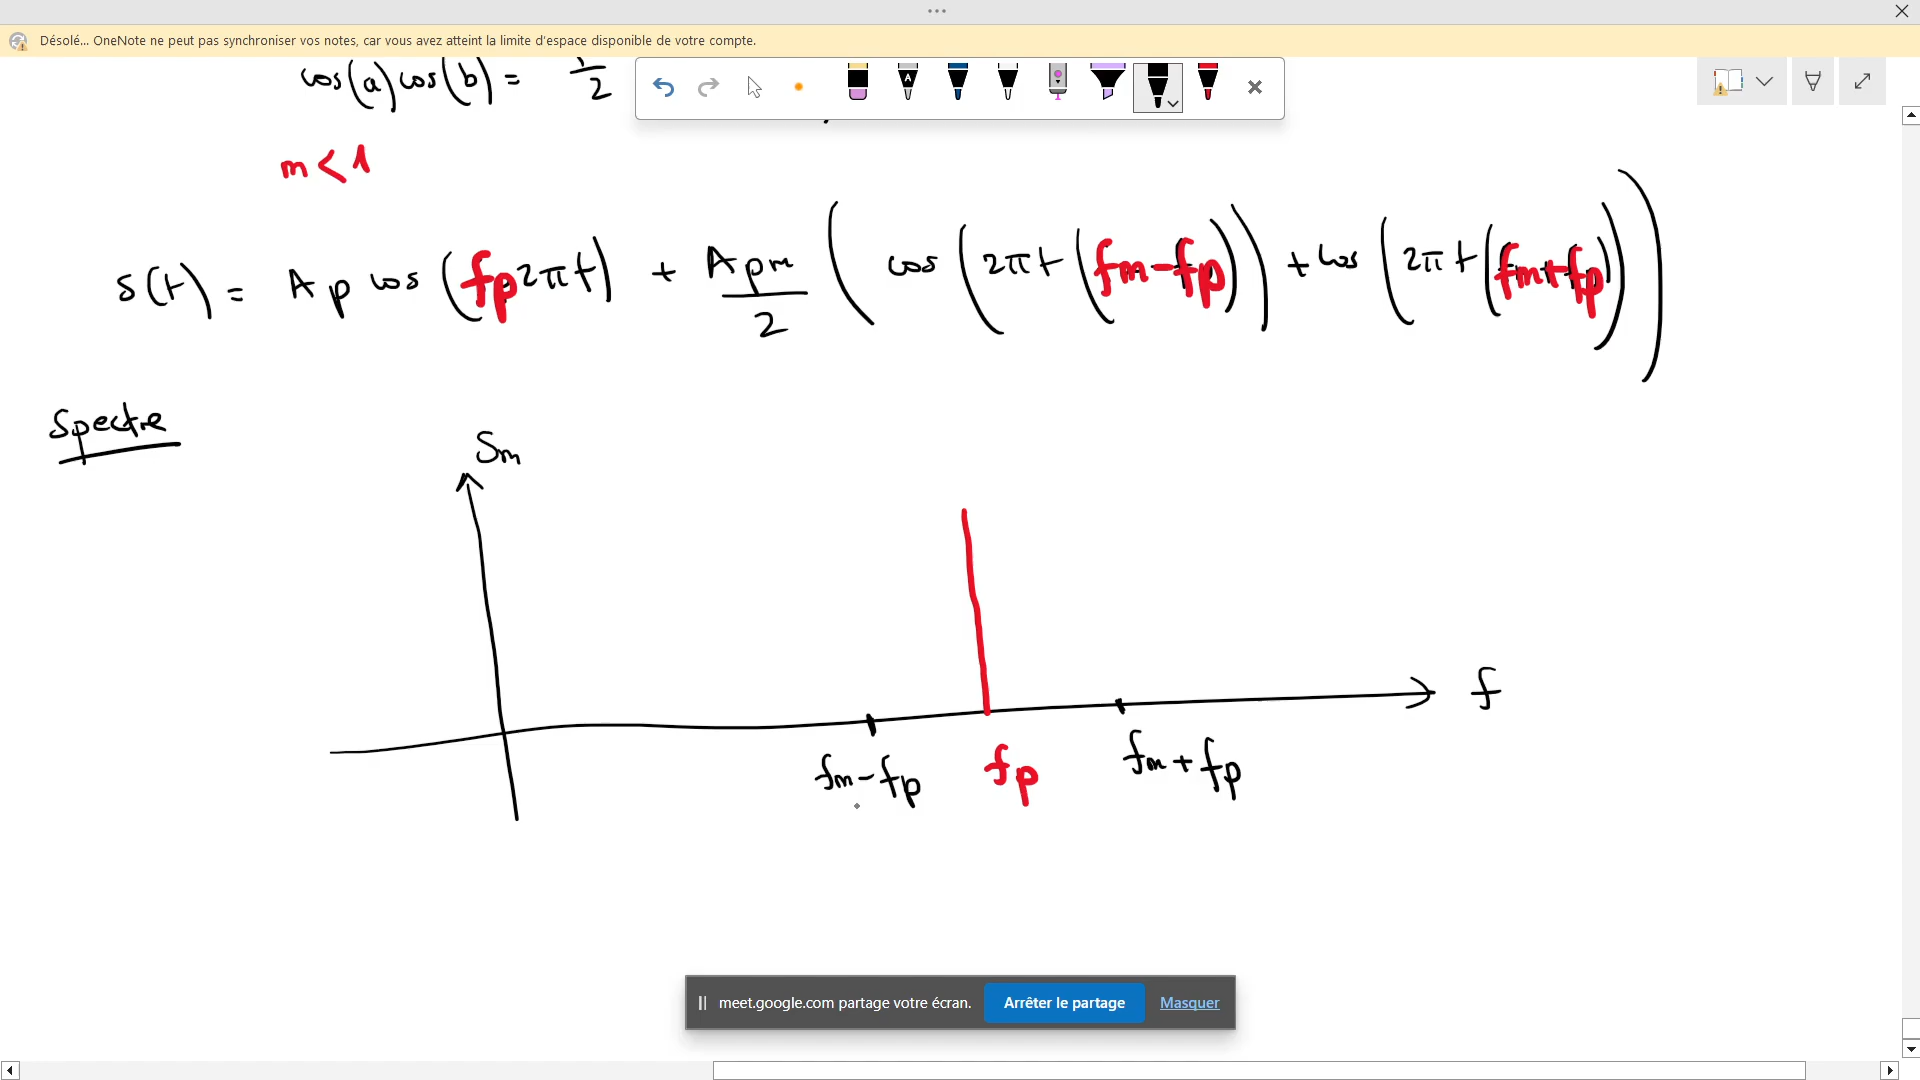 Désolé... OneNote ne peut pas synchroniser vos notes, car vous avez atteint la limite d'espace disponible de votre compte.
cos(a)cos(b) = 1/2
m < 1
s(t) = Ap cos(fp 2πt) + Apm/2 (cos(2πt(fm-fp)) + cos(2πt(fm+fp)))
Spectre
Sm
f
fm-fp fp fm+fp
meet.google.com partage votre écran. Arrêter le partage Masquer